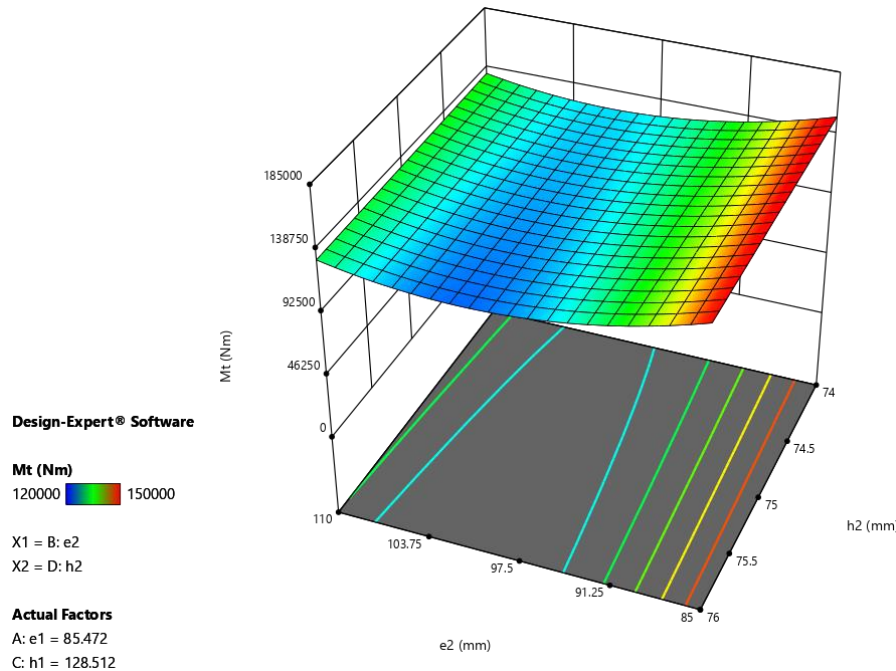 185000
138750
92500
46250
0
Mt (Nm)
110
103.75
97.5
91.25
85
76
75.5
75
74.5
74
e2 (mm)
h2 (mm)
Design-Expert® Software
Mt (Nm)
120000 150000
X1 = B: e2
X2 = D: h2
Actual Factors
A: e1 = 85.472
C: h1 = 128.512